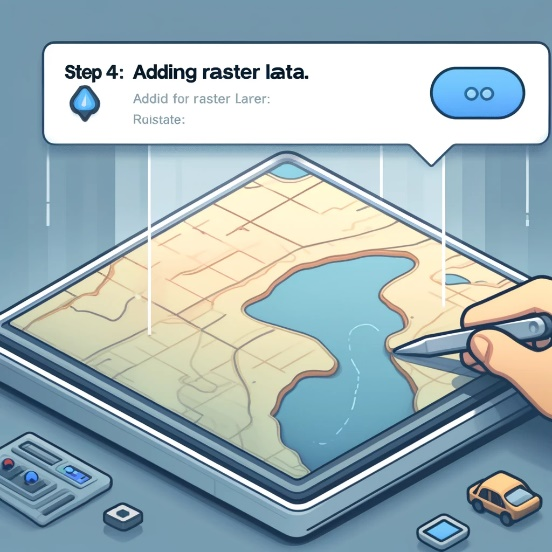 Step 4: Adding raster lata.
Addid for raster Larer:
Ruistate: